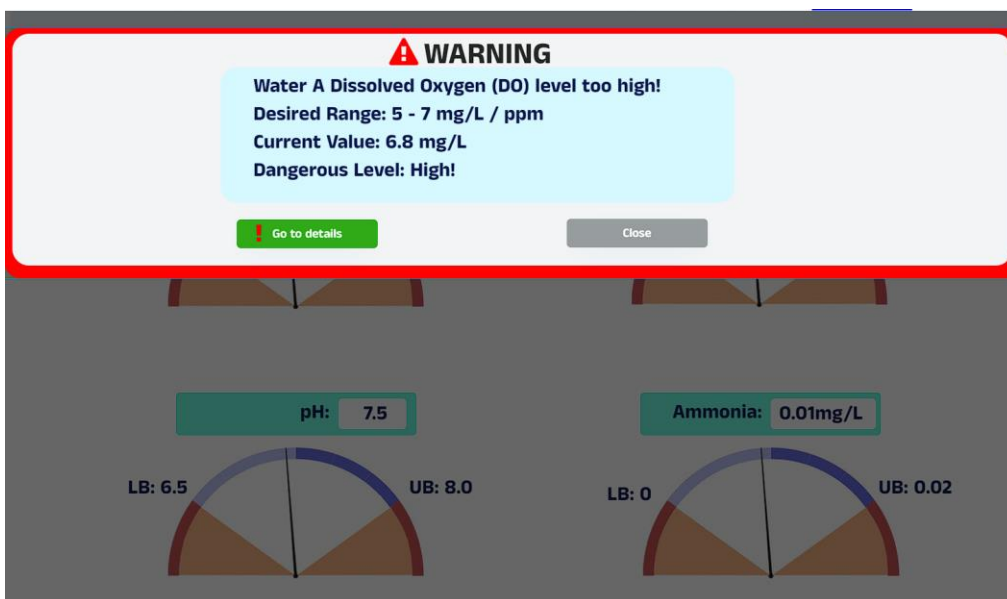 WARNING
Water A Dissolved Oxygen (DO) level too high!
Desired Range: 5 - 7 mg/L / ppm
Current Value: 6.8 mg/L
Dangerous Level: High!
Go to details
Close
pH: 7.5
Ammonia: 0.01mg/L
LB: 6.5
UB: 8.0
LB: 0
UB: 0.02